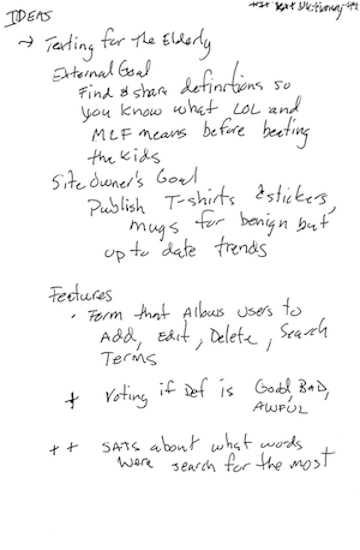 IDEAS
→ Texting for The Elderly
External Goal
Find & share definitions so
you know what LOL and
MLF means before beeting
the kids
Site Owner's Goal
Publish T-shirts & stickers,
mugs for benign but
up to date trends
Features
· Form that Allows users to
Add, Edit, Delete, Search
Terms
+ Voting if Def is Good, BAD,
AWFUL
++ SATS about what words
were search for the most